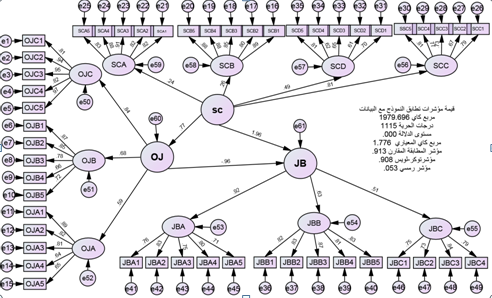 e25 e24 e23 e22 e21 e20 e19 e18 e17 e16 e35 e34 e33 e32 e31 e30 e29 e28 e27 e26
SCA5 SCA4 SCA3 SCA2 SCA1 SCB5 SCB4 SCB3 SCB2 SCB1 SCD5 SCD4 SCD3 SCD2 SCD1 SCC4 SCC3 SCC2 SCC1
e1 OJC1
e2 OJC2
e3 OJC3
e4 OJC4
e5 OJC5
OJC
e50
SCA
e59
e58
SCB
e57
SCD
e56
SCC
.24
.49
.91
sc
e60
.84
.77
1.96
e61
قيمة مؤشرات تطابق النموذج مع البيانات
مربع كاي 1979.696
درجات الحرية 1115
مستوى الدلالة 000.
مربع كاي المعياري 1.776
مؤشر المطابقة المقارن 913.
مؤشرتوكرلويس 908.
مؤشر رمسي 053.
e6 OJB1
e7 OJB2
e8 OJB3
e9 OJB4
e10 OJB5
OJB
e51
.68
OJ
-.96
JB
.59
.92
.63
.51
e11 OJA1
e12 OJA2
e13 OJA3
e14 OJA4
e15 OJA5
OJA
e52
JBA
e53
JBB
e54
JBC
e55
JBA1 JBA2 JBA3 JBA4 JBA5 JBB1 JBB2 JBB3 JBB4 JBB5 JBC1 JBC2 JBC3 JBC4
e41 e42 e43 e44 e45 e36 e37 e38 e39 e40 e46 e47 e48 e49